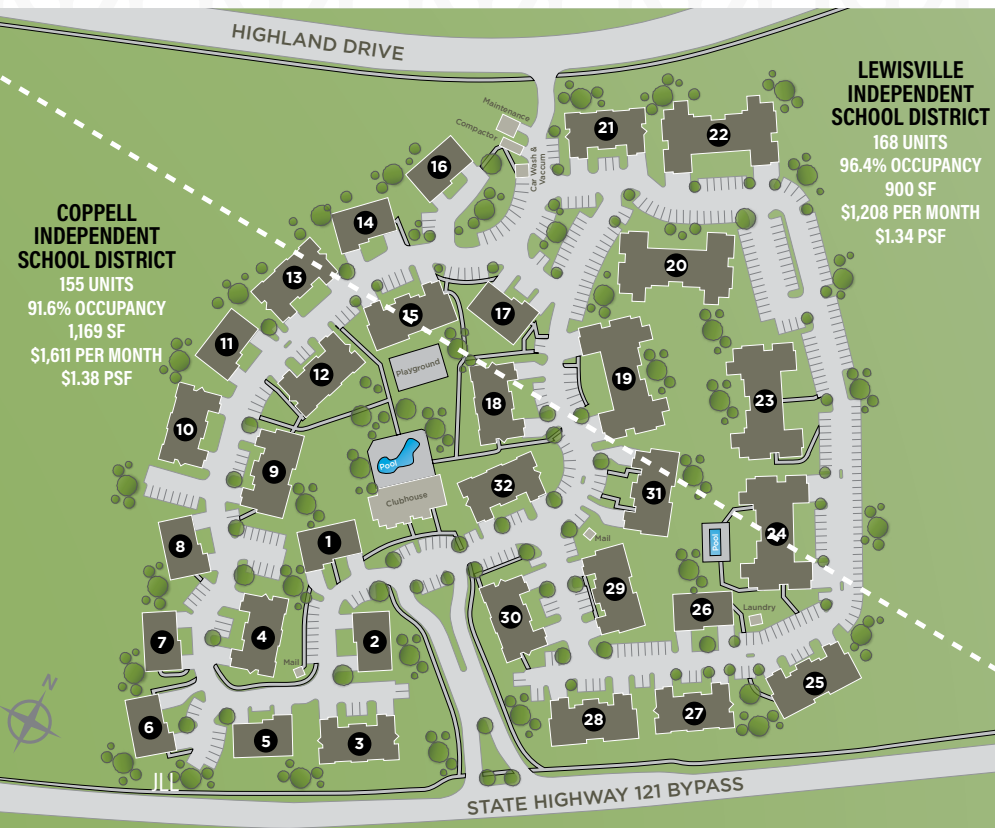 HIGHLAND DRIVE
LEWISVILLE
INDEPENDENT
SCHOOL DISTRICT
168 UNITS
96.4% OCCUPANCY
900 SF
$1,208 PER MONTH
$1.34 PSF
Maintenance
Compactor
Car Wash &
Vaccum
21
22
16
COPPELL
INDEPENDENT
SCHOOL DISTRICT
155 UNITS
91.6% OCCUPANCY
1,169 SF
$1,611 PER MONTH
$1.38 PSF
14
13
20
15
17
11
12
Playground
19
18
23
10
9
Pool
Clubhouse
32
31
8
1
Mail
Pool
24
29
26
Laundry
30
7
4
2
Mail
25
6
5
3
28
27
N
JLL
STATE HIGHWAY 121 BYPASS